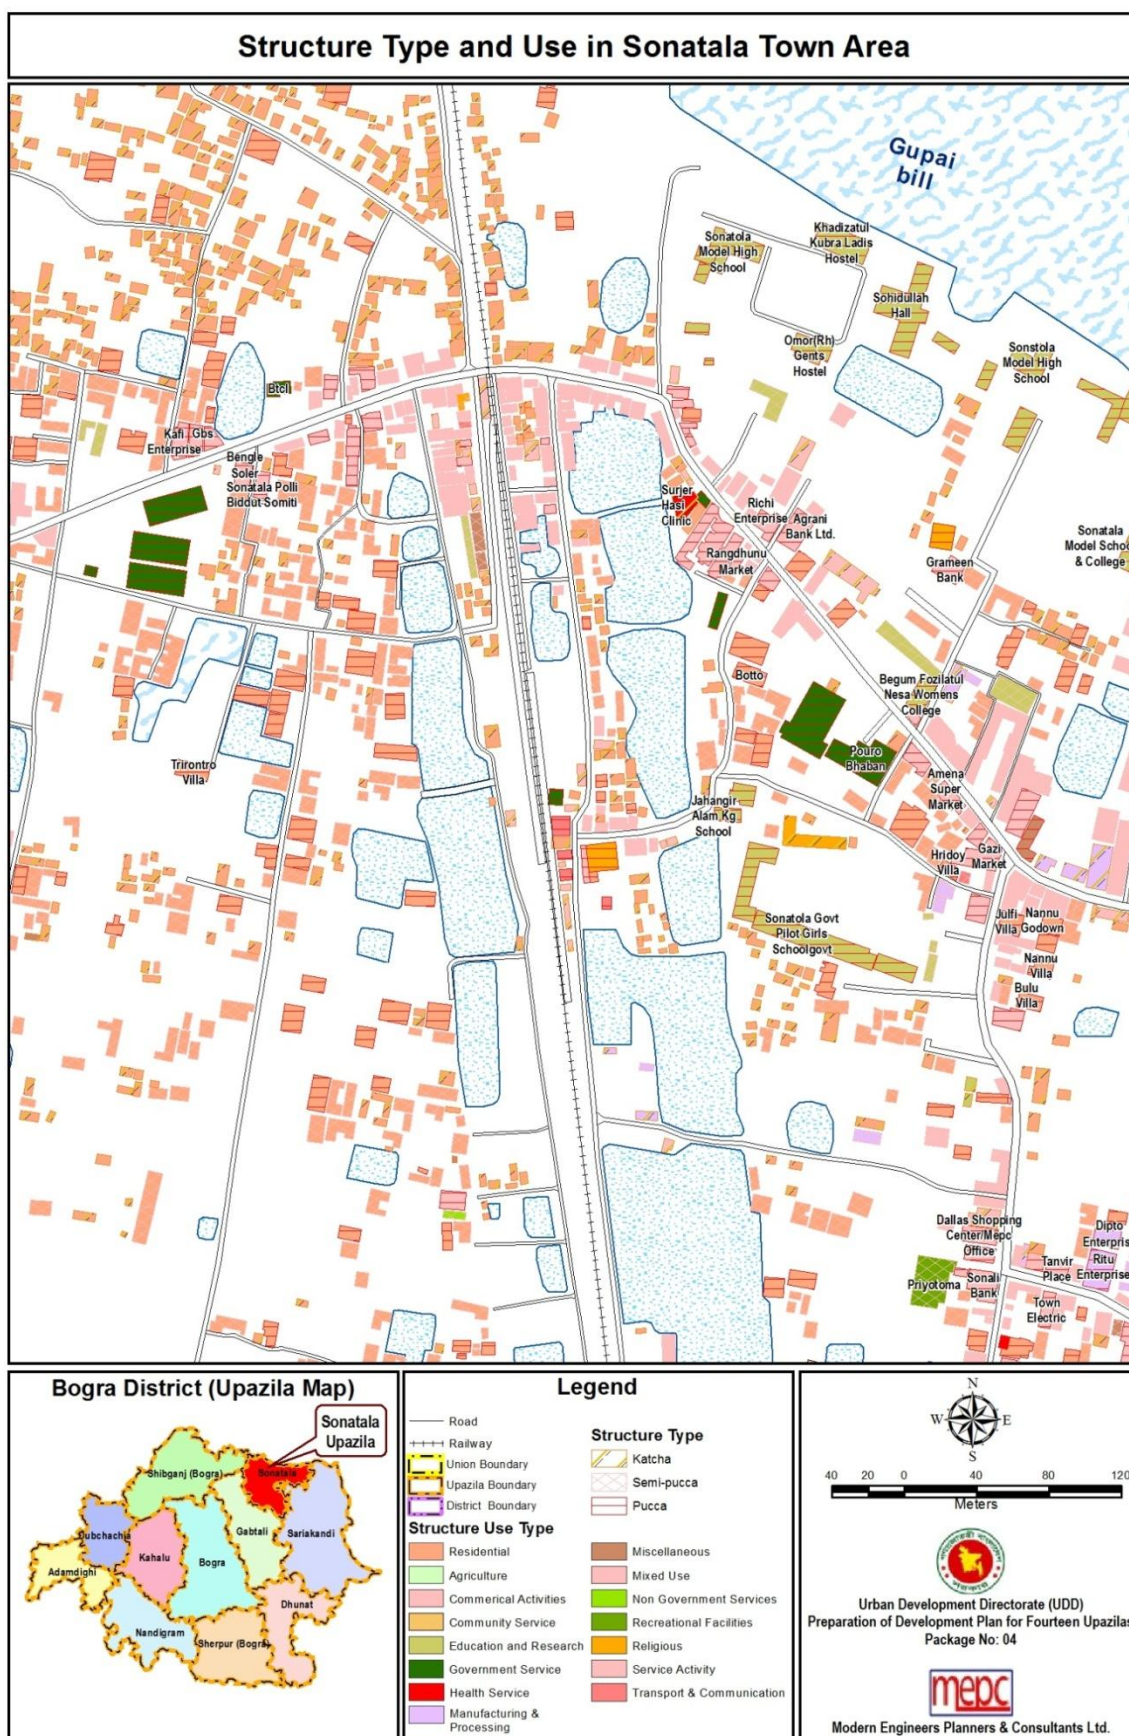 Structure Type and Use in Sonatala Town Area
Gupai
bill
Sonatola
Model High
School
Khadizatul
Kubra Ladis
Hostel
Sohidullah
Hall
Omor(Rh)
Gents
Hostel
Sonstola
Model High
School
Btcl
Kafi Gbs
Enterprise
Bengle
Soler
Sonatala Polli
Biddut Somiti
Surjer
Hasi
Clinic
Richi
Enterprise
Agrani
Bank Ltd.
Rangdhunu
Market
Grameen
Bank
Sonatala
Model School
& College
Botto
Begum Fozilatul
Nesa Womens
College
Pouro
Bhaban
Trirontro
Villa
Amena
Super
Market
Jahangir
Alam Kg
School
Hridoy
Villa
Gazi
Market
Sonatola Govt
Pilot Girls
Schoolgovt
Julfi
Villa
Nannu
Godown
Nannu
Villa
Bulu
Villa
Dallas Shopping
Center/Mepc
Office
Dipto
Enterpris
Priyotoma
Sonali
Bank
Tanvir
Place
Ritu
Enterprise
Town
Electric
Bogra District (Upazila Map)
Sonatala
Upazila
Shibganj (Bogra)
Sonatala
Gabtali
Sariakandi
Dubchachia
Kahalu
Bogra
Adamdighi
Nandigram
Sherpur (Bogra)
Dhunat
Legend
Road
Railway
Union Boundary
Upazila Boundary
District Boundary
Structure Type
Katcha
Semi-pucca
Pucca
Structure Use Type
Residential
Agriculture
Commerical Activities
Community Service
Education and Research
Government Service
Health Service
Manufacturing &
Processing
Miscellaneous
Mixed Use
Non Government Services
Recreational Facilities
Religious
Service Activity
Transport & Communication
N
W E
S
40 20 0 40 80 120
Meters
Urban Development Directorate (UDD)
Preparation of Development Plan for Fourteen Upazilas
Package No: 04
mepc
Modern Engineers Planners & Consultants Ltd.